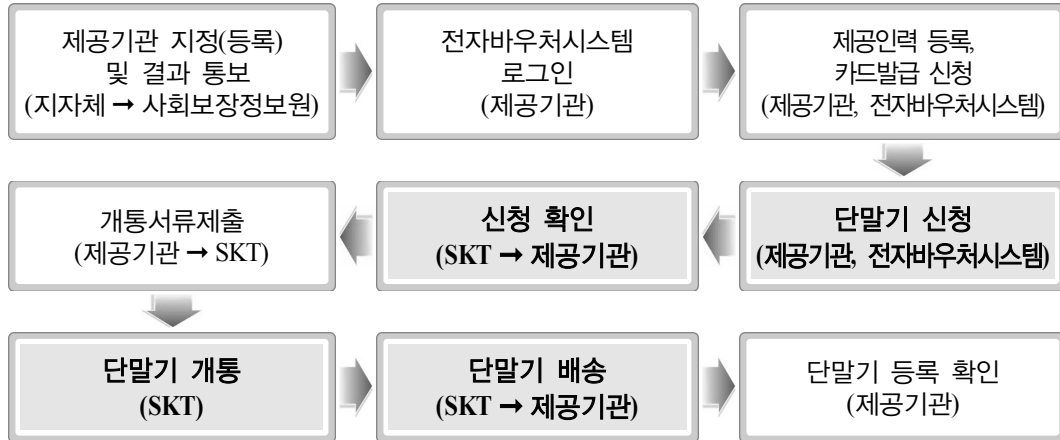 제공기관 지정(등록)
및 결과 통보
(지자체 → 사회보장정보원)
전자바우처시스템
로그인
(제공기관)
제공인력 등록,
카드발급 신청
(제공기관, 전자바우처시스템)
단말기 신청
(제공기관, 전자바우처시스템)
신청 확인
(SKT → 제공기관)
개통서류제출
(제공기관 → SKT)
단말기 개통
(SKT)
단말기 배송
(SKT → 제공기관)
단말기 등록 확인
(제공기관)